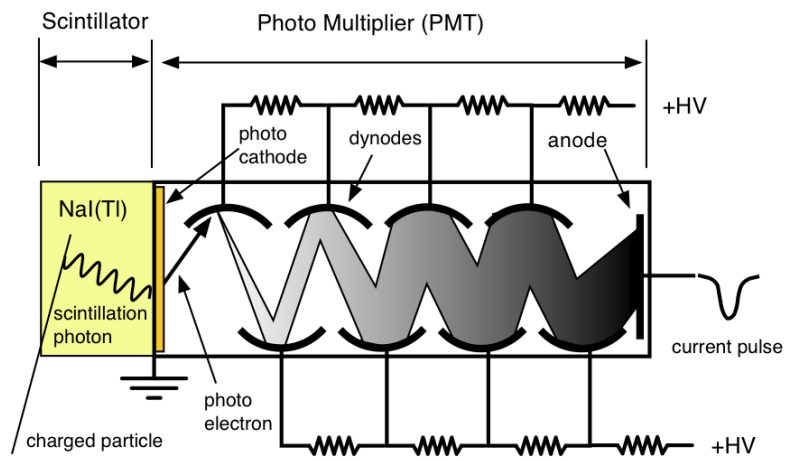 Scintillator
Photo Multiplier (PMT)
+HV
photo
cathode
dynodes
anode
NaI(Tl)
scintillation
photon
current pulse
photo
electron
charged particle
+HV